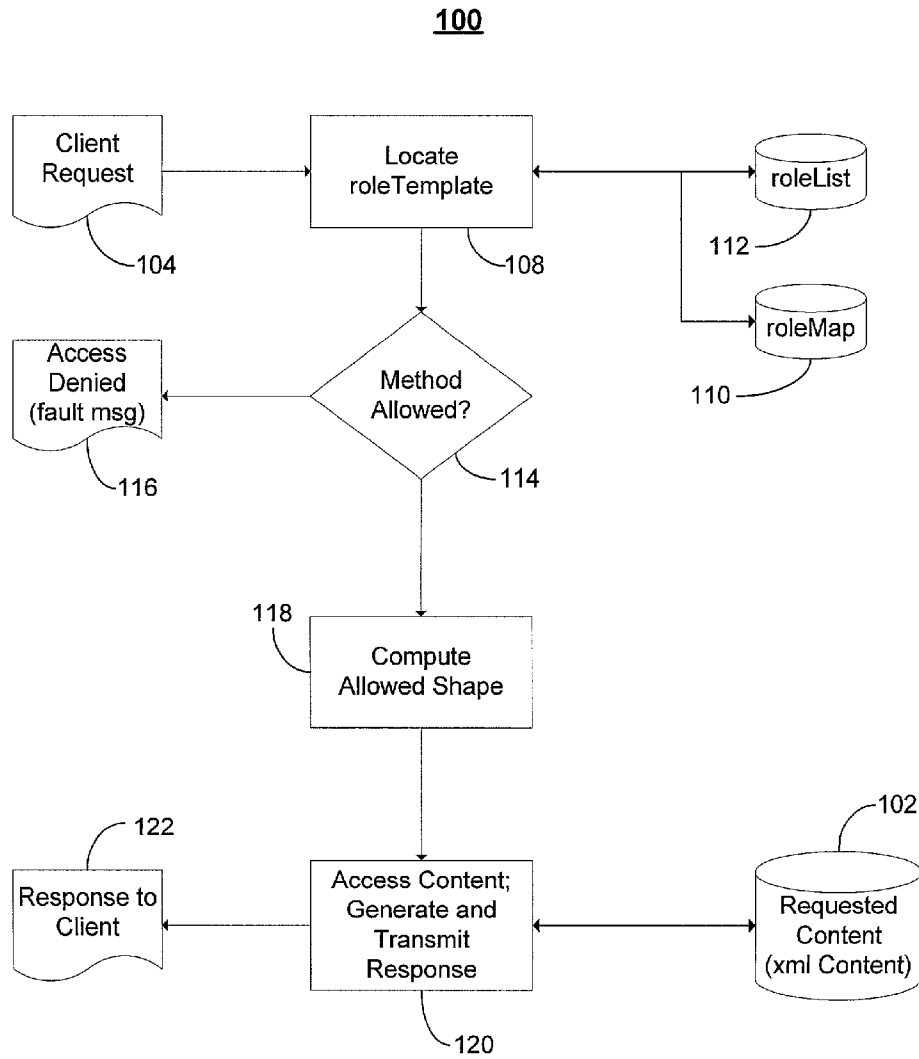 100
Client
Request
104
Locate
roleTemplate
108
roleList
112
roleMap
110
Access
Denied
(fault msg)
116
Method
Allowed?
114
118
Compute
Allowed Shape
122
Response to
Client
Access Content;
Generate and
Transmit
Response
120
102
Requested
Content
(xml Content)